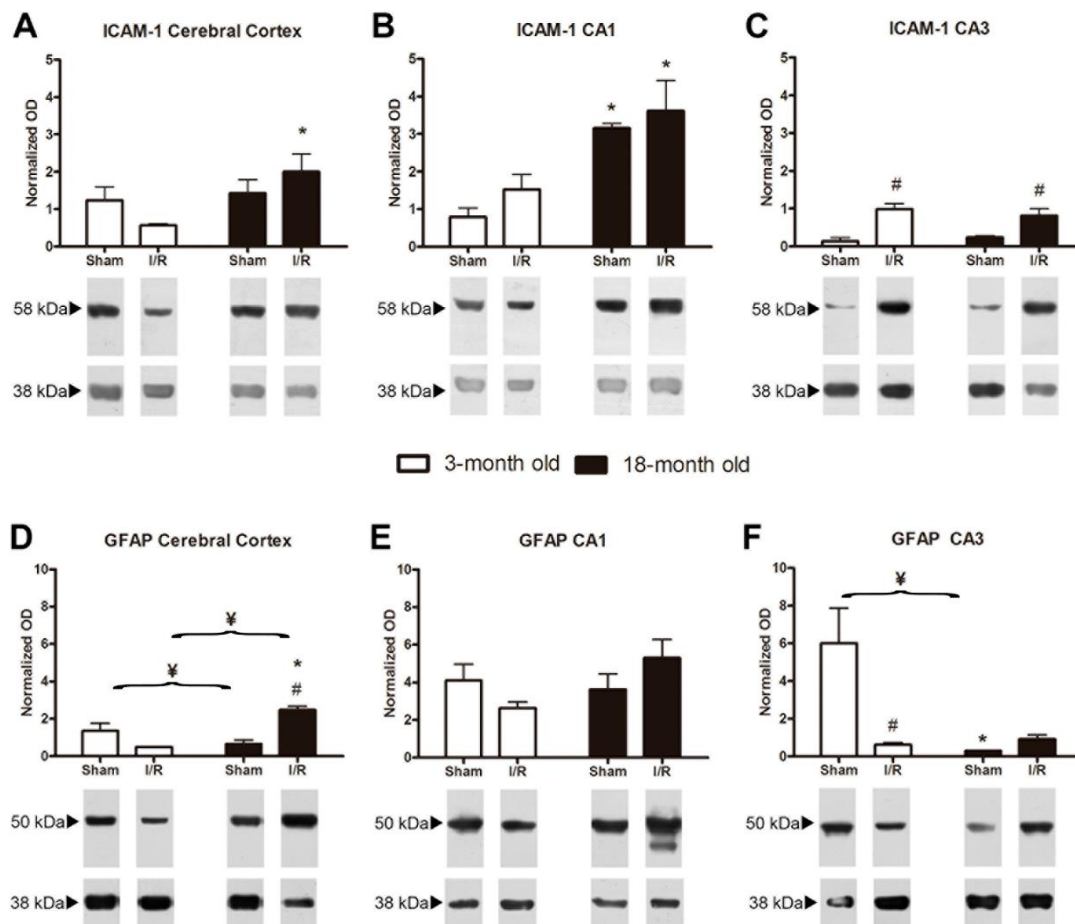 A
ICAM-1 Cerebral Cortex
Normalized OD
5
4
3
2
1
0
*
Sham I/R Sham I/R
58 kDa▶
38 kDa▶
B
ICAM-1 CA1
Normalized OD
5
4
3
2
1
0
* *
Sham I/R Sham I/R
58 kDa▶
38 kDa▶
C
ICAM-1 CA3
Normalized OD
5
4
3
2
1
0
# #
Sham I/R Sham I/R
58 kDa▶
38 kDa▶
3-month old 18-month old
D
GFAP Cerebral Cortex
Normalized OD
10
8
6
4
2
0
¥
¥
*
#
Sham I/R Sham I/R
50 kDa▶
38 kDa▶
E
GFAP CA1
Normalized OD
10
8
6
4
2
0
Sham I/R Sham I/R
50 kDa▶
38 kDa▶
F
GFAP CA3
Normalized OD
10
8
6
4
2
0
¥
# *
Sham I/R Sham I/R
50 kDa▶
38 kDa▶